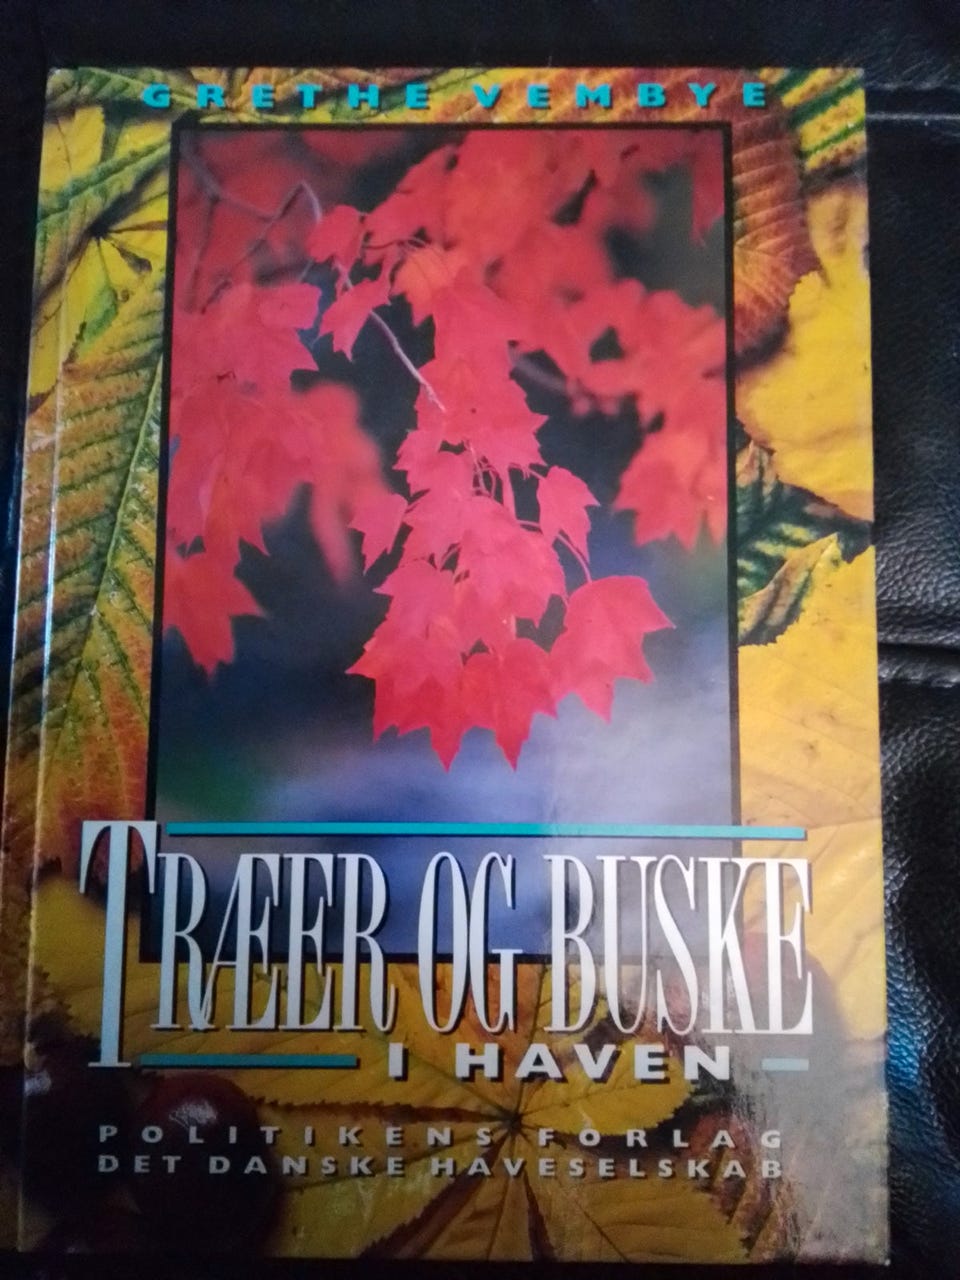 GRETHE VEMBYE
TRÆER OG BUSKE
I HAVEN
POLITIKENS FORLAG
DET DANSKE HAVESELSKAB